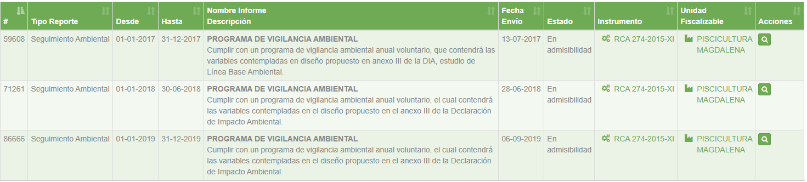 # Tipo Reporte Desde Hasta Nombre Informe Descripción Fecha Envío Estado Instrumento Unidad Fiscalizable Acciones
59608 Seguimiento Ambiental 01-01-2017 31-12-2017 PROGRAMA DE VIGILANCIA AMBIENTAL 13-07-2017 En admisibilidad RCA 274-2015-XI PISCICULTURA MAGDALENA
Cumplir con un programa de vigilancia ambiental anual voluntario, que contendrá las
variables contempladas en diseño propuesto en anexo III de la DIA, estudio de
Línea Base Ambiental.
71261 Seguimiento Ambiental 01-01-2018 30-06-2018 PROGRAMA DE VIGILANCIA AMBIENTAL 28-06-2018 En admisibilidad RCA 274-2015-XI PISCICULTURA MAGDALENA
Cumplir con un programa de vigilancia ambiental anual voluntario, el cual contendrá
las variables contempladas en el diseño propuesto en el anexo III de la Declaración
de Impacto Ambiental.
86666 Seguimiento Ambiental 01-01-2019 31-12-2019 PROGRAMA DE VIGILANCIA AMBIENTAL 06-09-2019 En admisibilidad RCA 274-2015-XI PISCICULTURA MAGDALENA
Cumplir con un programa de vigilancia ambiental anual voluntario, el cual contendrá
las variables contempladas en el diseño propuesto en el anexo III de la Declaración
de Impacto Ambiental.